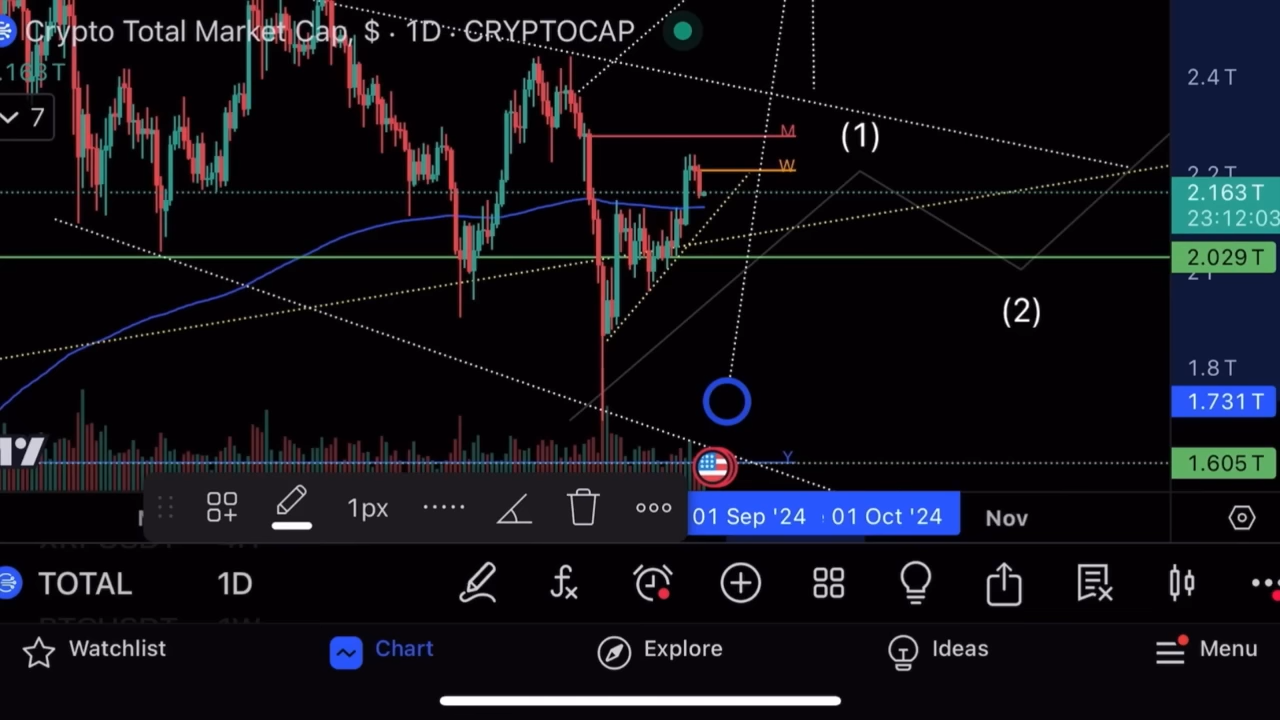 Crypto Total Market Cap, $ · 1D · CRYPTOCAP
.163 T
7
2.4 T
M
(1)
W
2.2 T
2.163 T
23:12:03
2.029 T
2 T
(2)
1.8 T
1.731 T
Y
1.605 T
1px
01 Sep '24
01 Oct '24
Nov
TOTAL
1D
Watchlist
Chart
Explore
Ideas
Menu